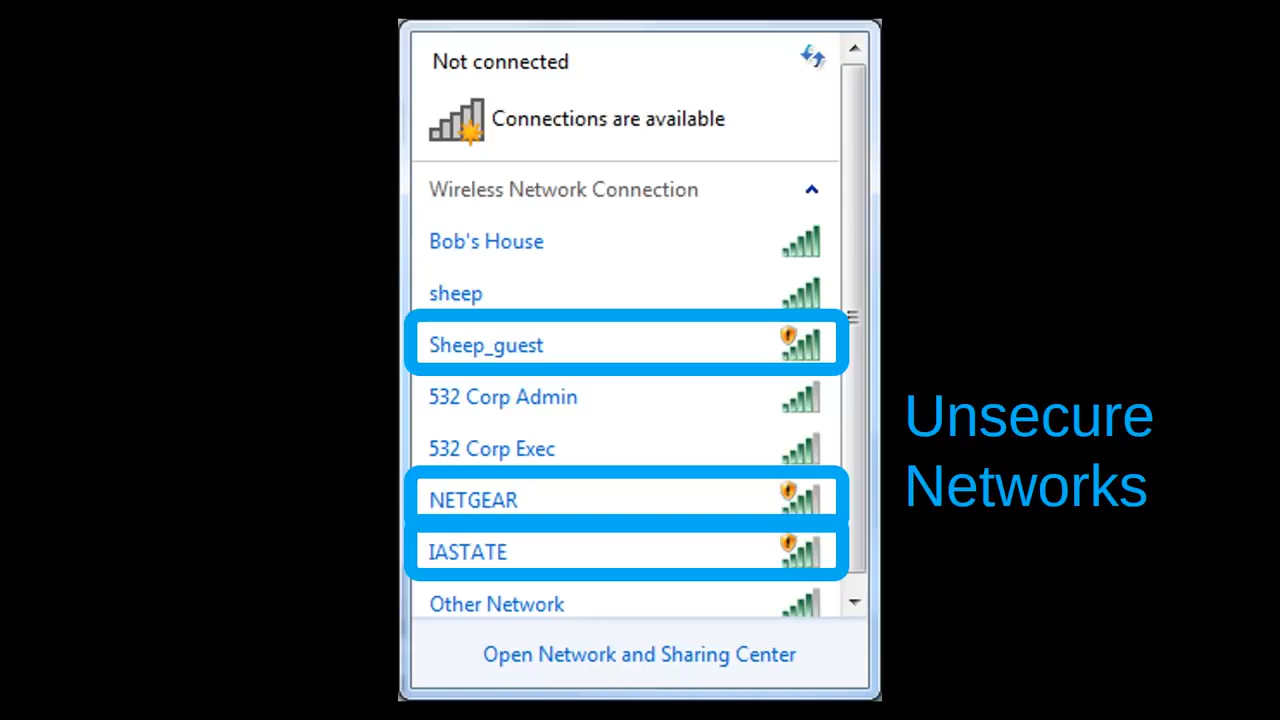 Not connected
Connections are available
Wireless Network Connection
Bob's House
sheep
Sheep_guest
532 Corp Admin
532 Corp Exec
NETGEAR
IASTATE
Other Network
Open Network and Sharing Center
Unsecure
Networks